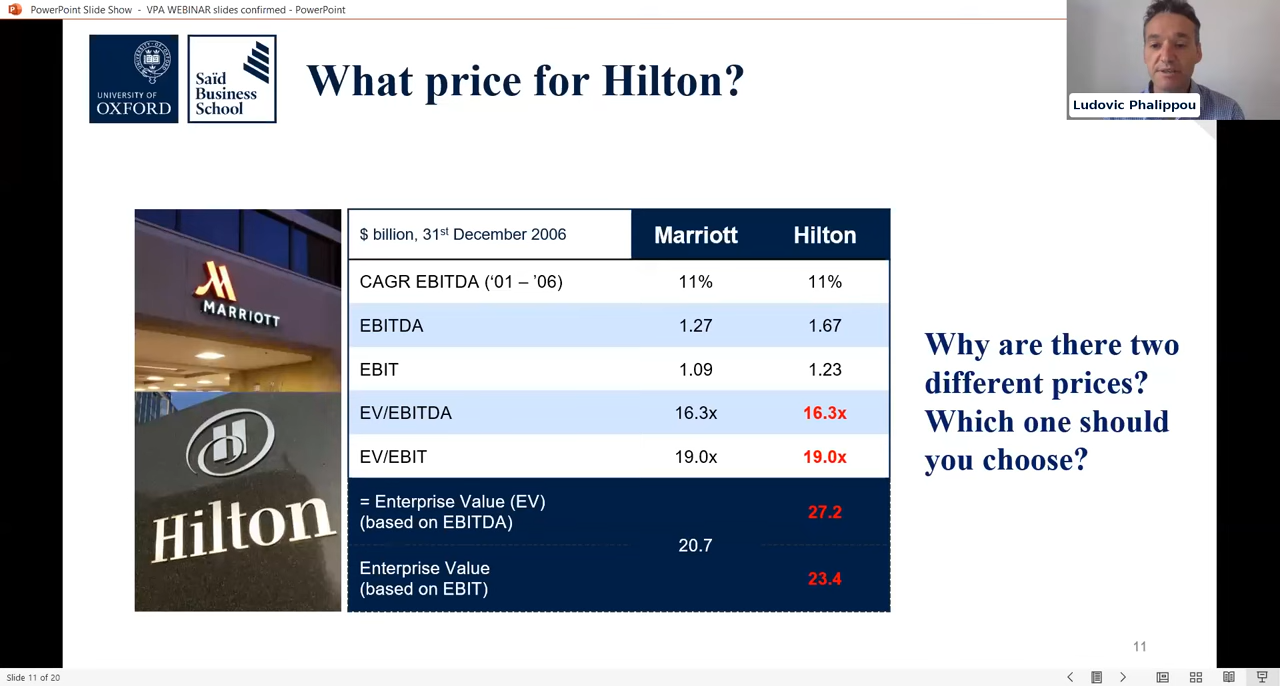 PowerPoint Slide Show - VPA WEBINAR slides confirmed - PowerPoint
Ludovic Phalippou
UNIVERSITY OF
OXFORD
Saïd
Business
School
What price for Hilton?
MARRIOTT
Hilton
$ billion, 31st December 2006 Marriott Hilton
CAGR EBITDA (‘01 – ’06) 11% 11%
EBITDA 1.27 1.67
EBIT 1.09 1.23
EV/EBITDA 16.3x 16.3x
EV/EBIT 19.0x 19.0x
= Enterprise Value (EV)
(based on EBITDA) 27.2
20.7
Enterprise Value
(based on EBIT) 23.4
Why are there two
different prices?
Which one should
you choose?
11
Slide 11 of 20